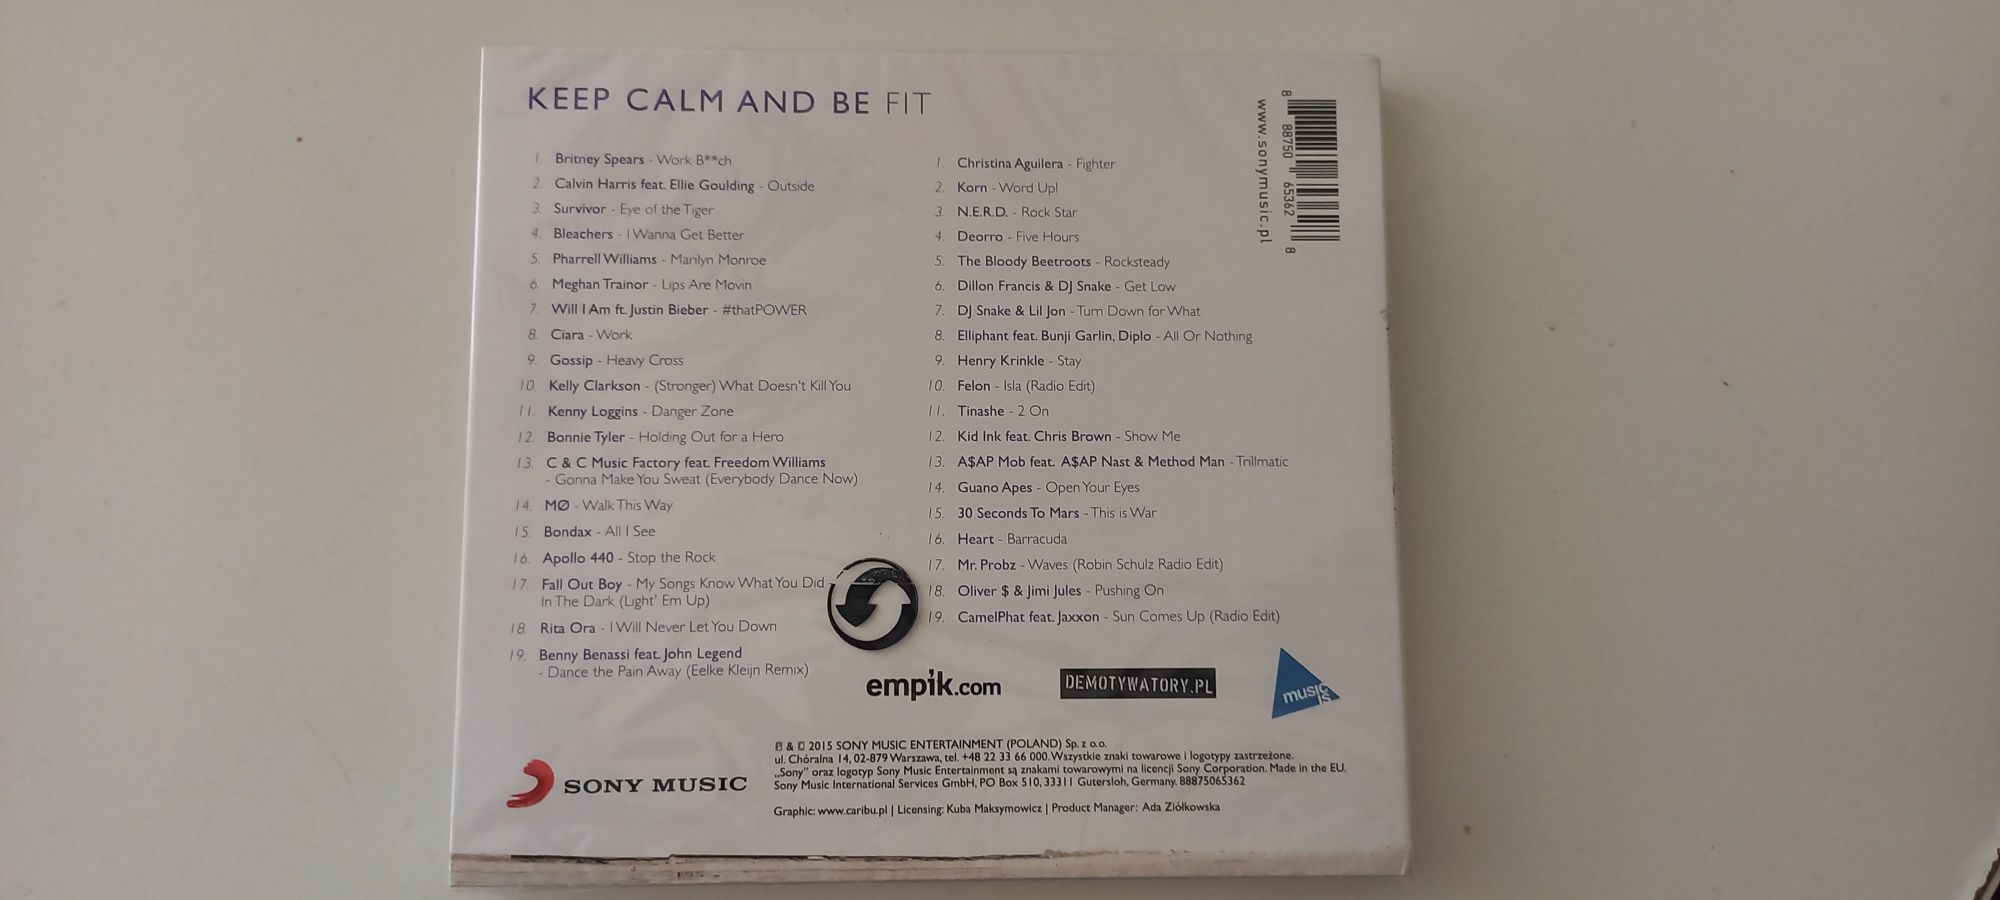 KEEP CALM AND BE FIT
1. Britney Spears - Work B**ch
2. Calvin Harris feat. Ellie Goulding - Outside
3. Survivor - Eye of the Tiger
4. Bleachers - I Wanna Get Better
5. Pharrell Williams - Marilyn Monroe
6. Meghan Trainor - Lips Are Movin
7. Will I Am ft. Justin Bieber - #thatPOWER
8. Ciara - Work
9. Gossip - Heavy Cross
10. Kelly Clarkson - (Stronger) What Doesn't Kill You
11. Kenny Loggins - Danger Zone
12. Bonnie Tyler - Holding Out for a Hero
13. C & C Music Factory feat. Freedom Williams
- Gonna Make You Sweat (Everybody Dance Now)
14. MØ - Walk This Way
15. Bondax - All I See
16. Apollo 440 - Stop the Rock
17. Fall Out Boy - My Songs Know What You Did
In The Dark (Light' Em Up)
18. Rita Ora - I Will Never Let You Down
19. Benny Benassi feat. John Legend
- Dance the Pain Away (Eelke Kleijn Remix)
1. Christina Aguilera - Fighter
2. Korn - Word Up!
3. N.E.R.D. - Rock Star
4. Deorro - Five Hours
5. The Bloody Beetroots - Rocksteady
6. Dillon Francis & DJ Snake - Get Low
7. DJ Snake & Lil Jon - Turn Down for What
8. Elliphant feat. Bunji Garlin, Diplo - All Or Nothing
9. Henry Krinkle - Stay
10. Felon - Isla (Radio Edit)
11. Tinashe - 2 On
12. Kid Ink feat. Chris Brown - Show Me
13. A$AP Mob feat. A$AP Nast & Method Man - Trillmatic
14. Guano Apes - Open Your Eyes
15. 30 Seconds To Mars - This is War
16. Heart - Barracuda
17. Mr. Probz - Waves (Robin Schulz Radio Edit)
18. Oliver $ & Jimi Jules - Pushing On
19. CamelPhat feat. Jaxxon - Sun Comes Up (Radio Edit)
www.sonymusic.pl
8 88750 65362 8
empik.com
DEMOTYWATORY.PL
music is
SONY MUSIC
℗ & © 2015 SONY MUSIC ENTERTAINMENT (POLAND) Sp. z o.o.
ul. Chóralna 14, 02-879 Warszawa, tel. +48 22 33 66 000. Wszystkie znaki towarowe i logotypy zastrzeżone.
„Sony" oraz logotyp Sony Music Entertainment są znakami towarowymi na licencji Sony Corporation. Made in the EU.
Sony Music International Services GmbH, PO Box 510, 33311 Gutersloh, Germany. 88875065362
Graphic: www.caribu.pl | Licensing: Kuba Maksymowicz | Product Manager: Ada Ziółkowska